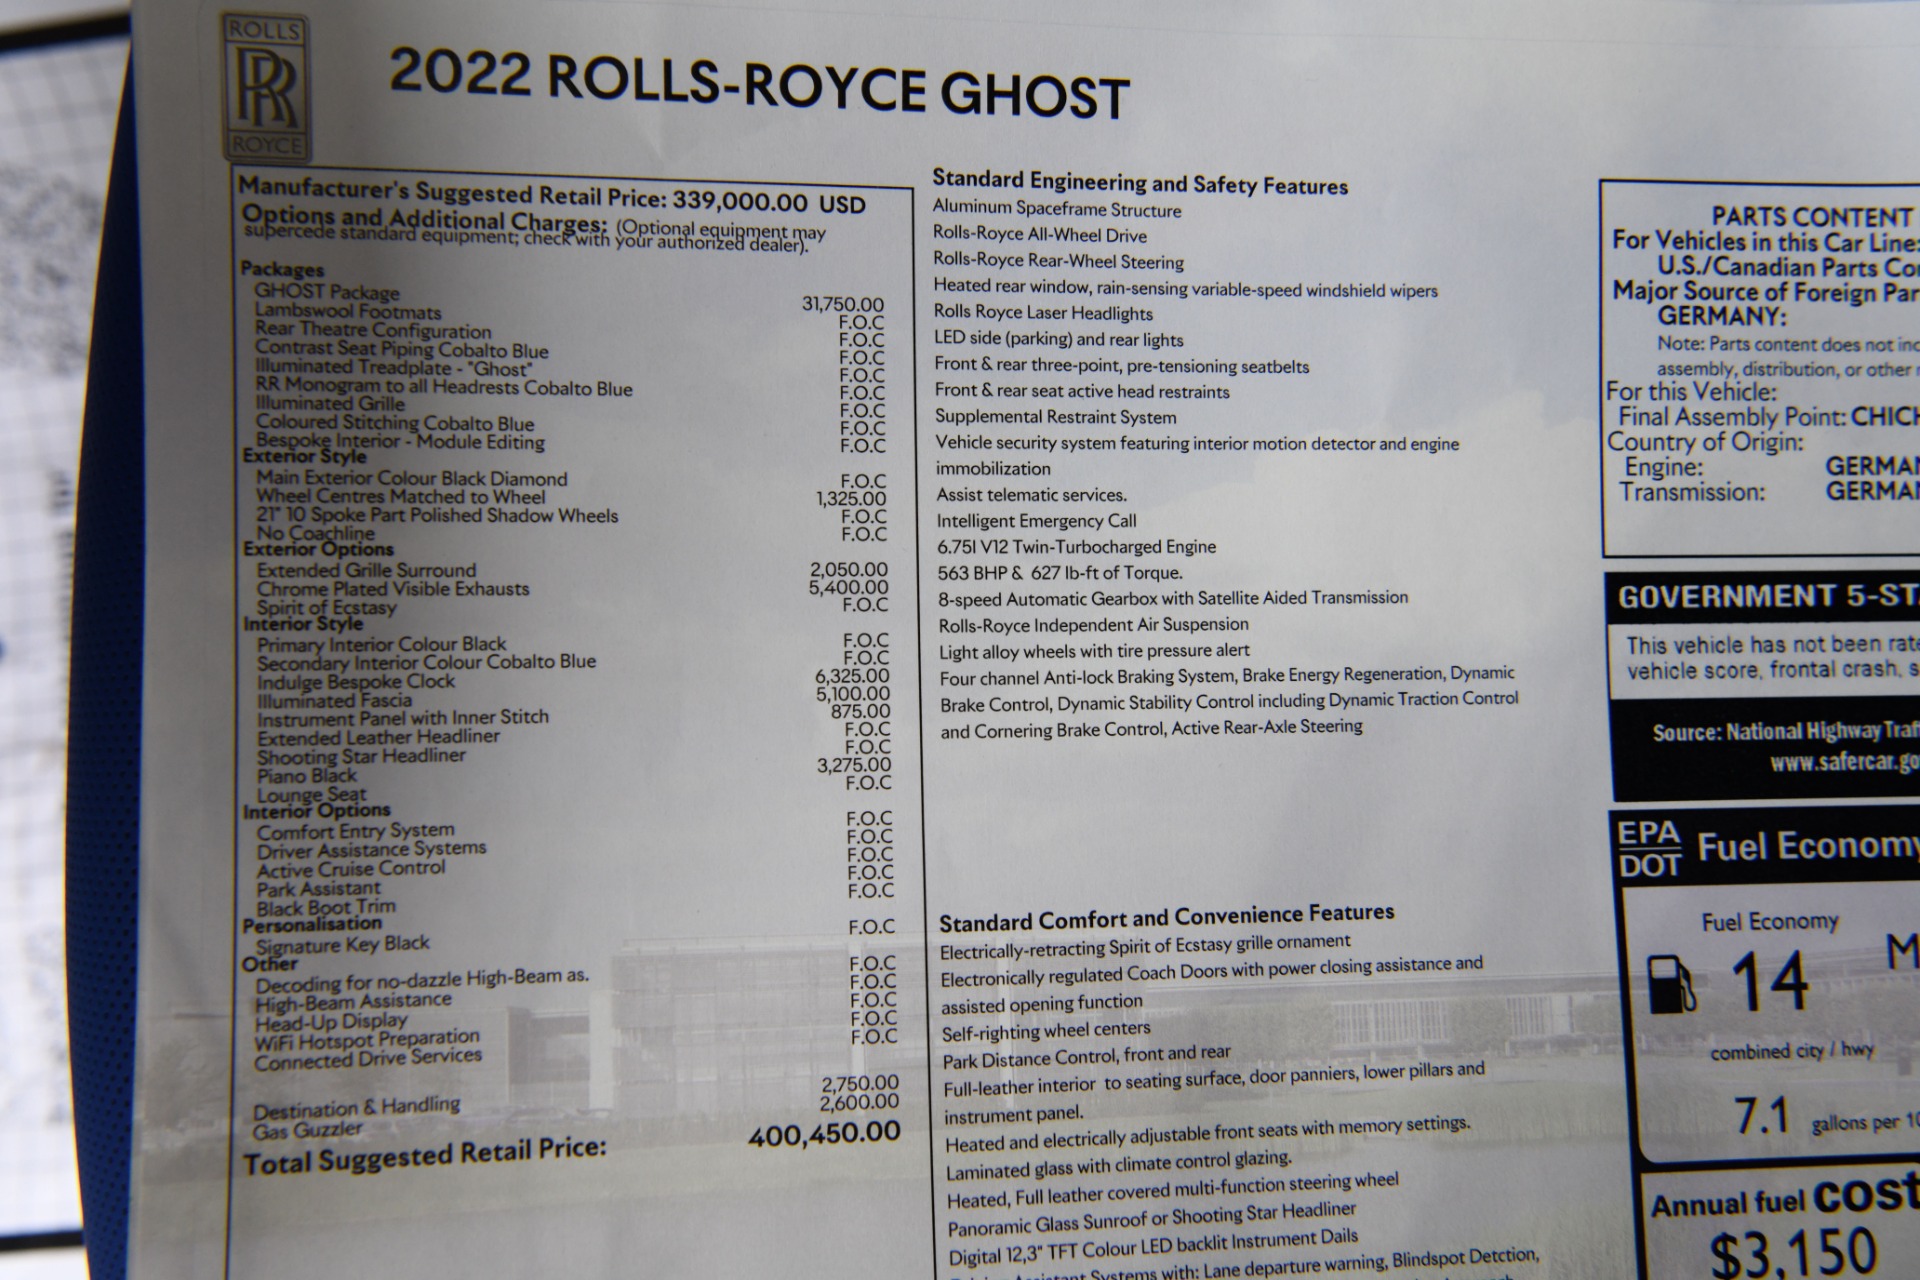 ROLLS
RR
ROYCE
2022 ROLLS-ROYCE GHOST
Manufacturer's Suggested Retail Price: 339,000.00 USD
Options and Additional Charges: (Optional equipment may
supercede standard equipment; check with your authorized dealer).
Packages
GHOST Package 31,750.00
Lambswool Footmats F.O.C
Rear Theatre Configuration F.O.C
Contrast Seat Piping Cobalto Blue F.O.C
Illuminated Treadplate - "Ghost" F.O.C
RR Monogram to all Headrests Cobalto Blue F.O.C
Illuminated Grille F.O.C
Coloured Stitching Cobalto Blue F.O.C
Bespoke Interior - Module Editing F.O.C
Exterior Style
Main Exterior Colour Black Diamond F.O.C
Wheel Centres Matched to Wheel 1,325.00
21" 10 Spoke Part Polished Shadow Wheels F.O.C
No Coachline F.O.C
Exterior Options
Extended Grille Surround 2,050.00
Chrome Plated Visible Exhausts 5,400.00
Spirit of Ecstasy F.O.C
Interior Style
Primary Interior Colour Black F.O.C
Secondary Interior Colour Cobalto Blue F.O.C
Indulge Bespoke Clock 6,325.00
Illuminated Fascia 5,100.00
Instrument Panel with Inner Stitch 875.00
Extended Leather Headliner F.O.C
Shooting Star Headliner F.O.C
Piano Black 3,275.00
Lounge Seat F.O.C
Interior Options
Comfort Entry System F.O.C
Driver Assistance Systems F.O.C
Active Cruise Control F.O.C
Park Assistant F.O.C
Black Boot Trim F.O.C
Personalisation
Signature Key Black F.O.C
Other
Decoding for no-dazzle High-Beam as. F.O.C
High-Beam Assistance F.O.C
Head-Up Display F.O.C
WiFi Hotspot Preparation F.O.C
Connected Drive Services F.O.C
Destination & Handling 2,750.00
Gas Guzzler 2,600.00
Total Suggested Retail Price: 400,450.00
Standard Engineering and Safety Features
Aluminum Spaceframe Structure
Rolls-Royce All-Wheel Drive
Rolls-Royce Rear-Wheel Steering
Heated rear window, rain-sensing variable-speed windshield wipers
Rolls Royce Laser Headlights
LED side (parking) and rear lights
Front & rear three-point, pre-tensioning seatbelts
Front & rear seat active head restraints
Supplemental Restraint System
Vehicle security system featuring interior motion detector and engine
immobilization
Assist telematic services.
Intelligent Emergency Call
6.75l V12 Twin-Turbocharged Engine
563 BHP & 627 lb-ft of Torque.
8-speed Automatic Gearbox with Satellite Aided Transmission
Rolls-Royce Independent Air Suspension
Light alloy wheels with tire pressure alert
Four channel Anti-lock Braking System, Brake Energy Regeneration, Dynamic
Brake Control, Dynamic Stability Control including Dynamic Traction Control
and Cornering Brake Control, Active Rear-Axle Steering
Standard Comfort and Convenience Features
Electrically-retracting Spirit of Ecstasy grille ornament
Electronically regulated Coach Doors with power closing assistance and
assisted opening function
Self-righting wheel centers
Park Distance Control, front and rear
Full-leather interior to seating surface, door panniers, lower pillars and
instrument panel.
Heated and electrically adjustable front seats with memory settings.
Laminated glass with climate control glazing.
Heated, Full leather covered multi-function steering wheel
Panoramic Glass Sunroof or Shooting Star Headliner
Digital 12,3" TFT Colour LED backlit Instrument Dails
Systems with: Lane departure warning, Blindspot Detction,
PARTS CONTENT
For Vehicles in this Car Line:
U.S./Canadian Parts Co
Major Source of Foreign Par
GERMANY:
Note: Parts content does not inc
assembly, distribution, or other
For this Vehicle:
Final Assembly Point: CHICH
Country of Origin:
Engine: GERMAN
Transmission: GERMAN
GOVERNMENT 5-STA
This vehicle has not been rate
vehicle score, frontal crash, s
Source: National Highway Traf
www.safercar.go
EPA
DOT Fuel Economy
Fuel Economy
14 M
combined city / hwy
7.1 gallons per 10
Annual fuel cost
$3,150